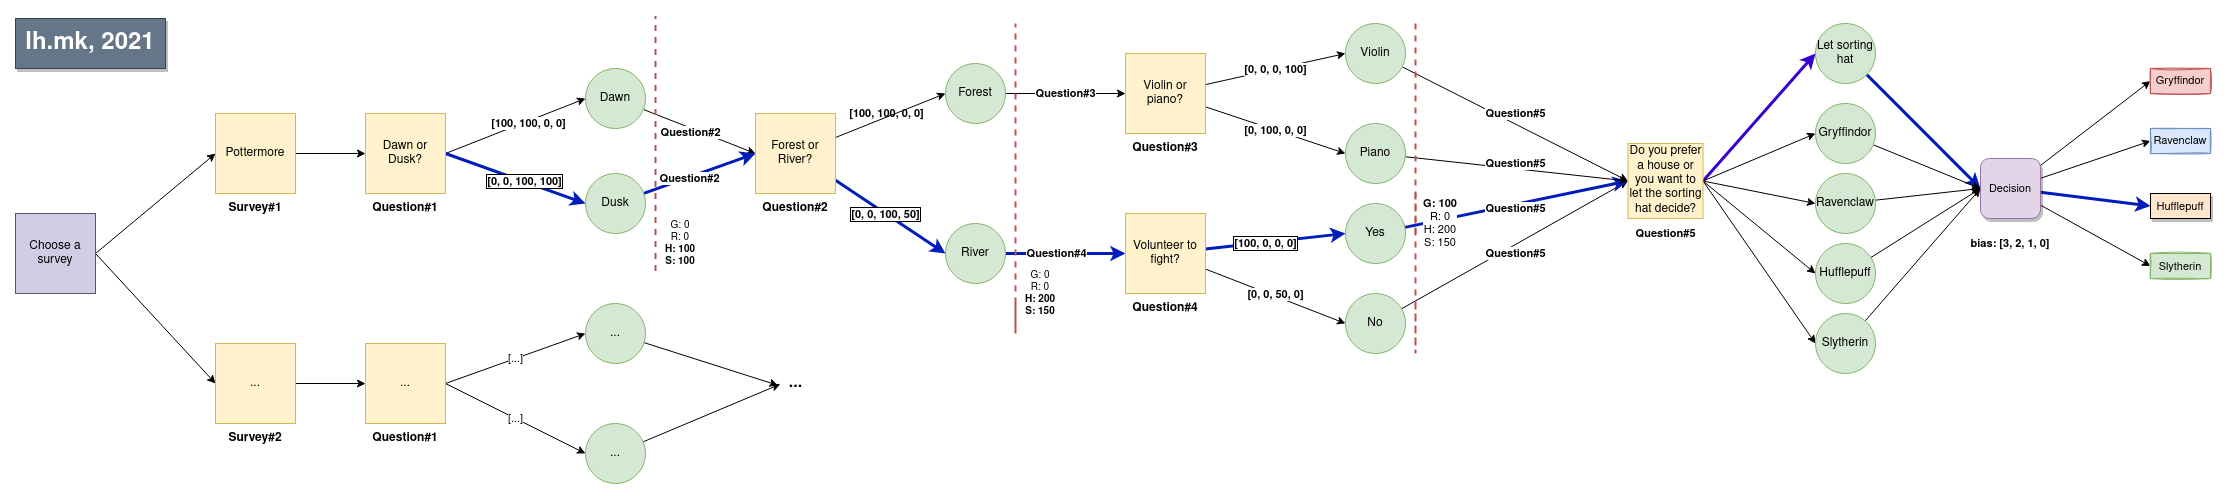 lh.mk, 2021
Choose a
survey
Pottermore
Survey#1
Dawn or
Dusk?
Question#1
[100, 100, 0, 0]
[0, 0, 100, 100]
Dawn
Dusk
Question#2
Question#2
G: 0
R: 0
H: 100
S: 100
Forest or
River?
Question#2
[100, 100, 0, 0]
[0, 0, 100, 50]
Forest
River
Question#3
Question#4
G: 0
R: 0
H: 200
S: 150
Violin or
piano?
Question#3
[0, 0, 0, 100]
[0, 100, 0, 0]
Violin
Piano
Volunteer to
fight?
Question#4
[100, 0, 0, 0]
[0, 0, 50, 0]
Yes
No
G: 100
R: 0
H: 200
S: 150
Question#5
Question#5
Question#5
Question#5
Do you prefer
a house or
you want to
let the sorting
hat decide?
Question#5
Let sorting
hat
Gryffindor
Ravenclaw
Hufflepuff
Slytherin
Decision
bias: [3, 2, 1, 0]
Gryffindor
Ravenclaw
Hufflepuff
Slytherin
...
Survey#2
...
Question#1
[...]
[...]
...
...
...